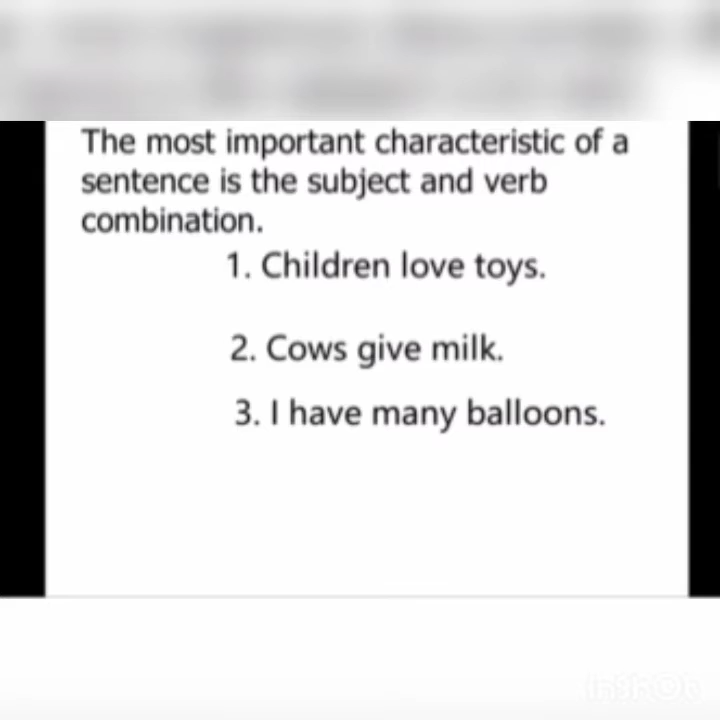 The most important characteristic of a
sentence is the subject and verb
combination.
1. Children love toys.
2. Cows give milk.
3. I have many balloons.